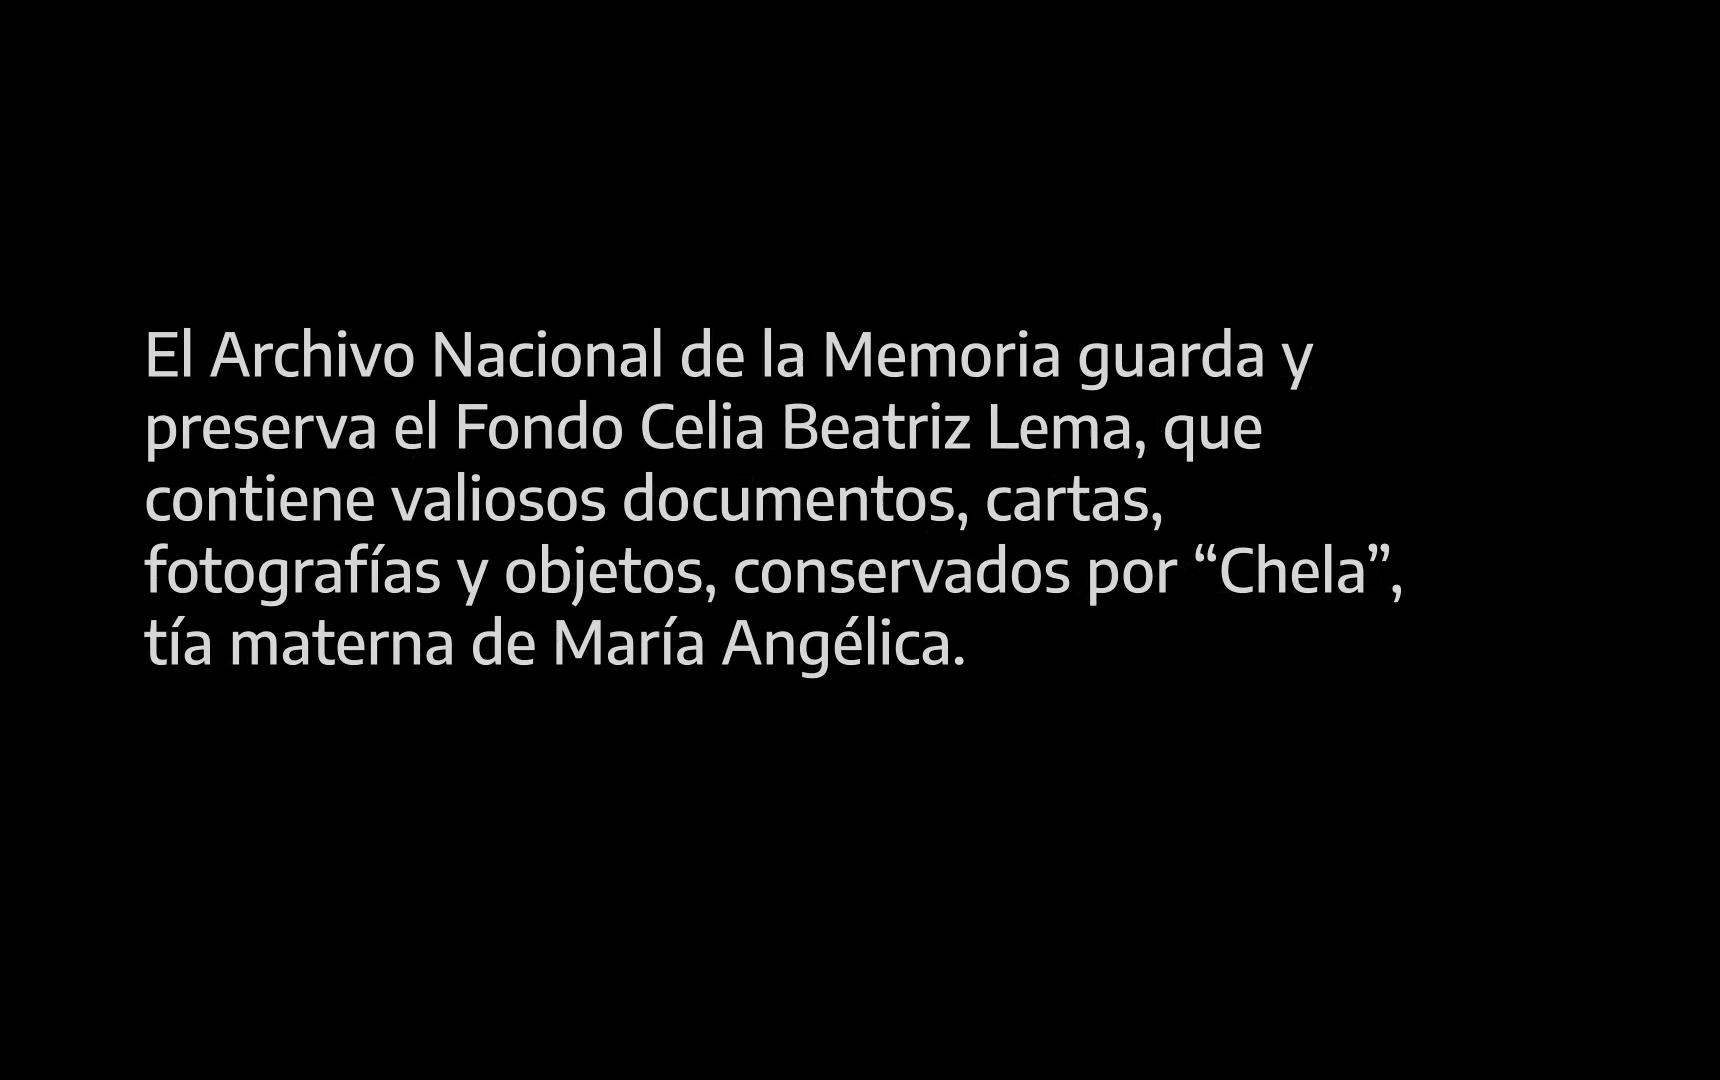 El Archivo Nacional de la Memoria guarda y
preserva el Fondo Celia Beatriz Lema, que
contiene valiosos documentos, cartas,
fotografías y objetos, conservados por “Chela”,
tía materna de María Angélica.